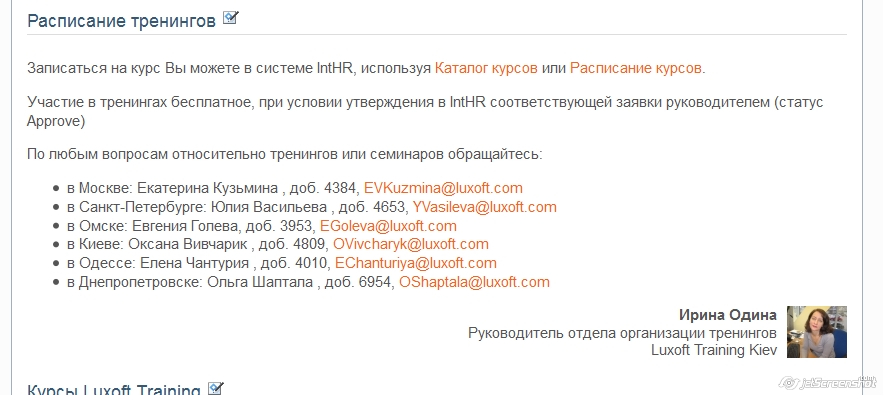 Расписание тренингов
Записаться на курс Вы можете в системе IntHR, используя Каталог курсов или Расписание курсов.
Участие в тренингах бесплатное, при условии утверждения в IntHR соответствующей заявки руководителем (статус
Approve)
По любым вопросам относительно тренингов или семинаров обращайтесь:
в Москве: Екатерина Кузьмина , доб. 4384, EVKuzmina@luxoft.com
в Санкт-Петербурге: Юлия Васильева , доб. 4653, YVasileva@luxoft.com
в Омске: Евгения Голева, доб. 3953, EGoleva@luxoft.com
в Киеве: Оксана Вивчарик , доб. 4809, OVivcharyk@luxoft.com
в Одессе: Елена Чантурия , доб. 4010, EChanturiya@luxoft.com
в Днепропетровске: Ольга Шаптала , доб. 6954, OShaptala@luxoft.com
Ирина Одина
Руководитель отдела организации тренингов
Luxoft Training Kiev
Курсы Luxoft Training
jetScreenshot.com